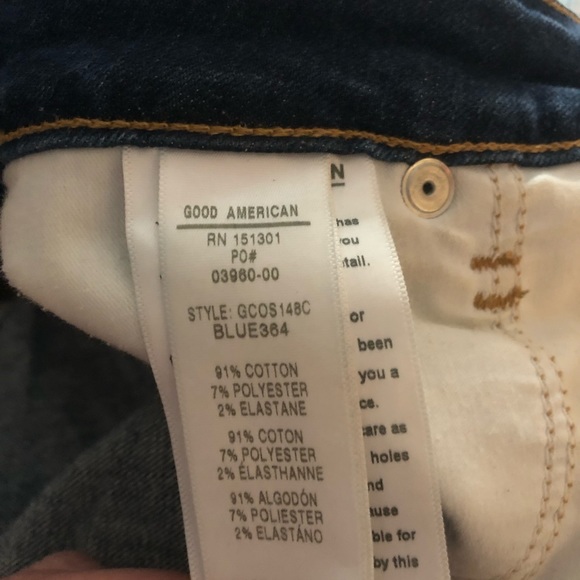 GOOD AMERICAN
RN 151301
PO#
03960-00
STYLE: GCOS148C
BLUE364
91% COTTON
7% POLYESTER
2% ELASTANE
91% COTON
7% POLYESTER
2% ÉLASTHANNE
91% ALGODÓN
7% POLIESTER
2% ELASTÁNO
N
has
you
tail.
or
been
you a
ce.
care as
holes
nd
ause
ble for
by this